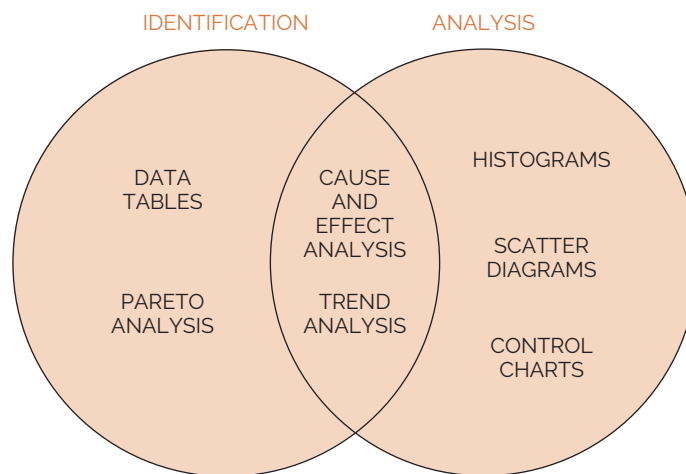 IDENTIFICATION
ANALYSIS
DATA
TABLES
PARETO
ANALYSIS
CAUSE
AND
EFFECT
ANALYSIS
TREND
ANALYSIS
HISTOGRAMS
SCATTER
DIAGRAMS
CONTROL
CHARTS